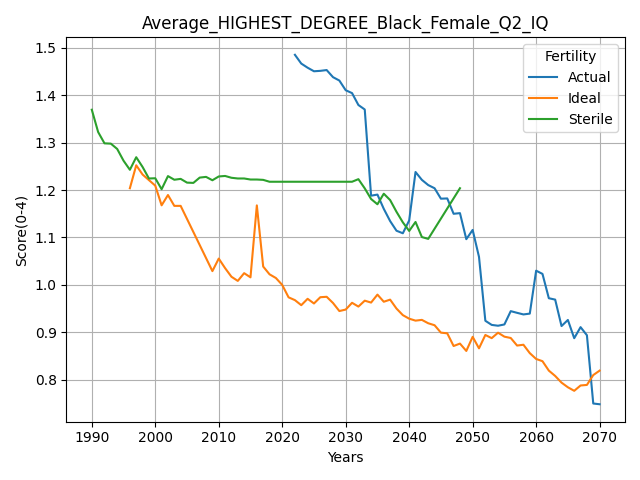 Average_HIGHEST_DEGREE_Black_Female_Q2_IQ
Fertility
Actual
Ideal
Sterile
Score(0-4)
1.5
1.4
1.3
1.2
1.1
1.0
0.9
0.8
1990 2000 2010 2020 2030 2040 2050 2060 2070
Years